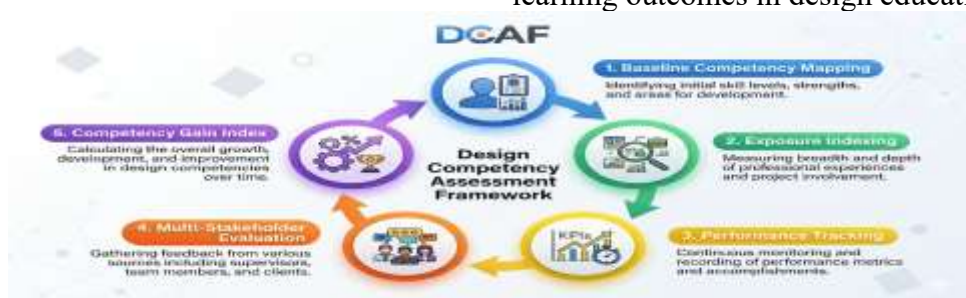 learning outcomes in design educati
DCAF
1. Baseline Competency Mapping
Identifying initial skill levels, strengths,
and areas for development.
2. Exposure Indexing
Measuring breadth and depth
of professional experiences
and project involvement.
3. Performance Tracking
Continuous monitoring and
recording of performance metrics
and accomplishments.
KPIs
4. Multi-Stakeholder
Evaluation
Gathering feedback from various
sources including supervisors,
team members, and clients.
5. Competency Gain Index
Calculating the overall growth,
development, and improvement
in design competencies
over time.
Design
Competency
Assessment
Framework